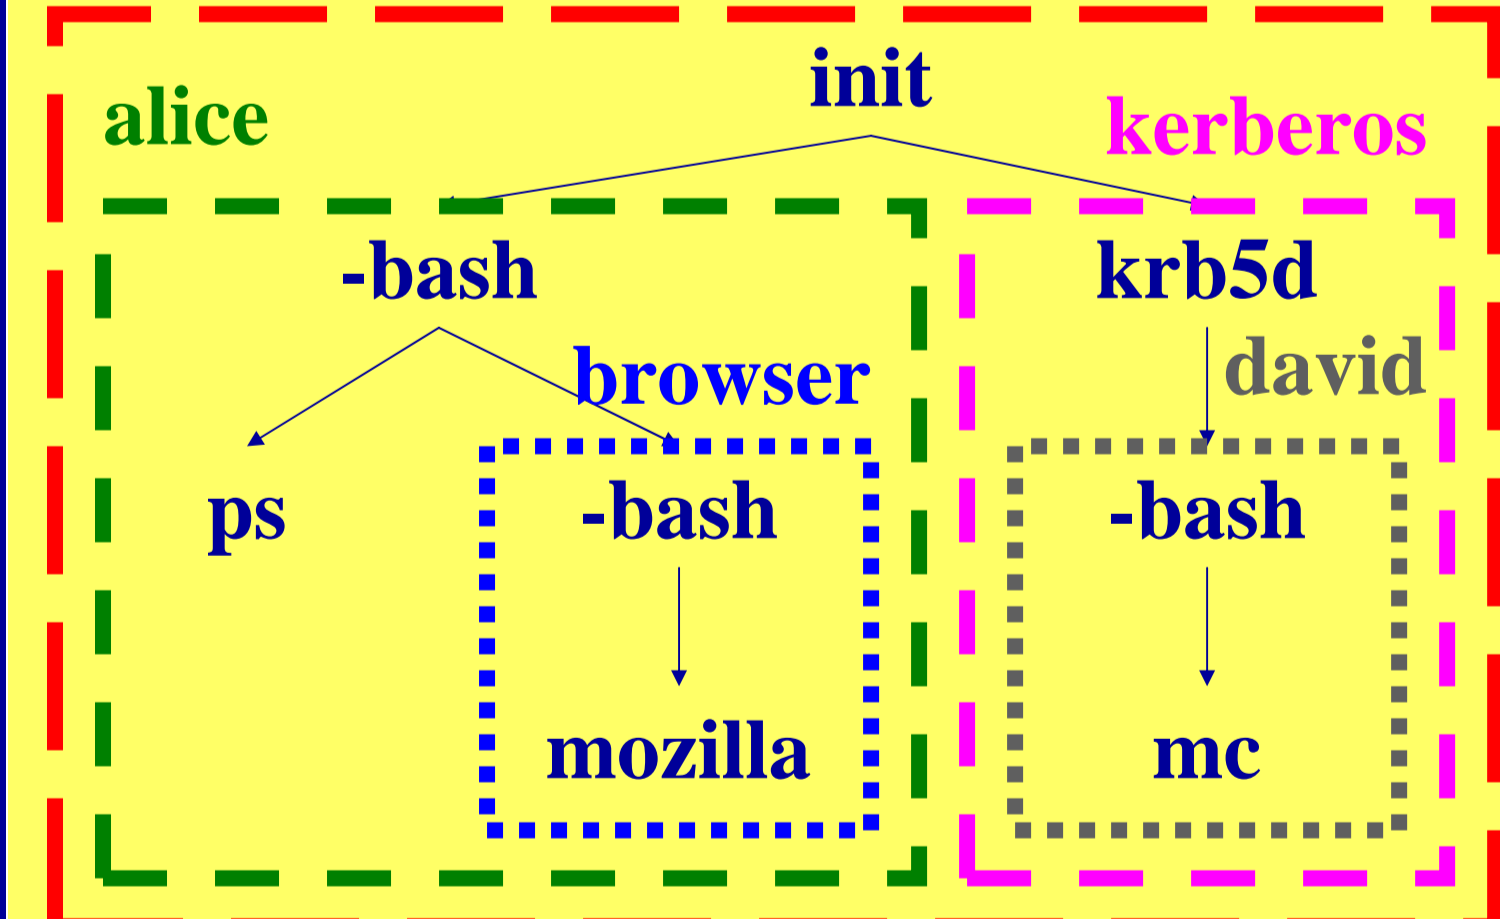 init
alice
kerberos
-bash
krb5d
browser
david
ps
-bash
-bash
mozilla
mc